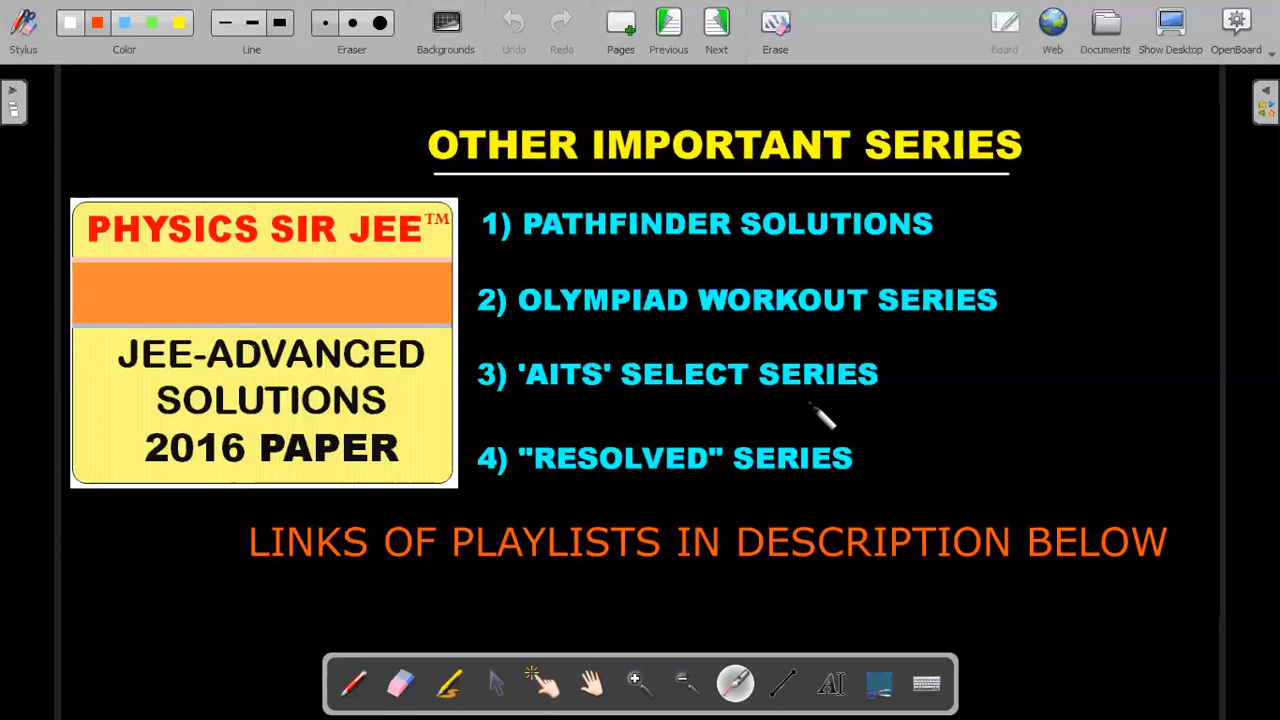 Stylus
Color
Line
Eraser
Backgrounds
Undo
Redo
Pages
Previous
Next
Erase
Board
Web
Documents
Show Desktop
OpenBoard
OTHER IMPORTANT SERIES
PHYSICS SIR JEE™
JEE-ADVANCED
SOLUTIONS
2016 PAPER
1) PATHFINDER SOLUTIONS
2) OLYMPIAD WORKOUT SERIES
3) 'AITS' SELECT SERIES
4) "RESOLVED" SERIES
LINKS OF PLAYLISTS IN DESCRIPTION BELOW
AI